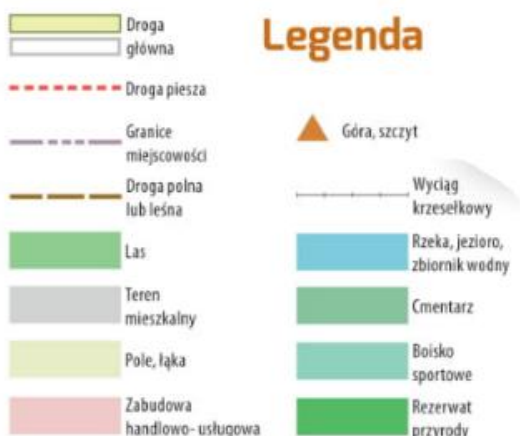 Legenda
Droga
główna
Droga piesza
Granice
miejscowości
Droga polna
lub leśna
Las
Teren
mieszkalny
Pole, łąka
Zabudowa
handlowo- usługowa
Góra, szczyt
Wyciąg
krzesełkowy
Rzeka, jezioro,
zbiornik wodny
Cmentarz
Boisko
sportowe
Rezerwat
przyrody